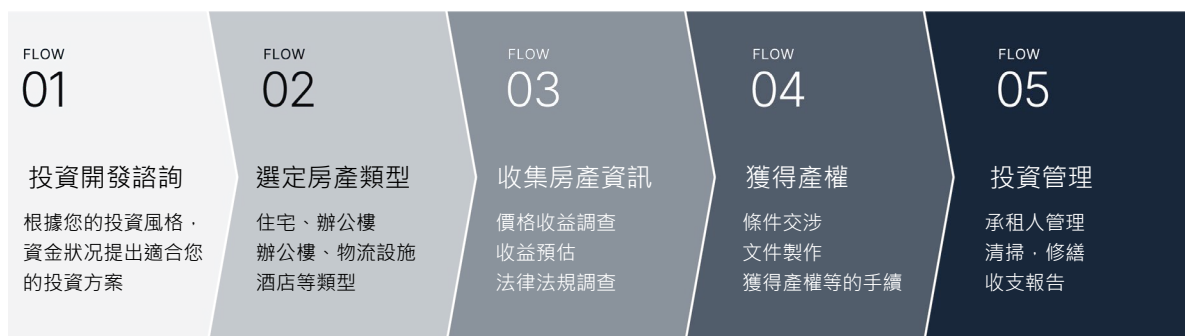 FLOW
01
投資開發諮詢
根據您的投資風格·
資金狀況提出適合您
的投資方案
FLOW
02
選定房產類型
住宅、辦公樓
辦公樓、物流設施
酒店等類型
FLOW
03
收集房產資訊
價格收益調查
收益預估
法律法規調查
FLOW
04
獲得產權
條件交涉
文件製作
獲得產權等的手續
FLOW
05
投資管理
承租人管理
清掃·修繕
收支報告